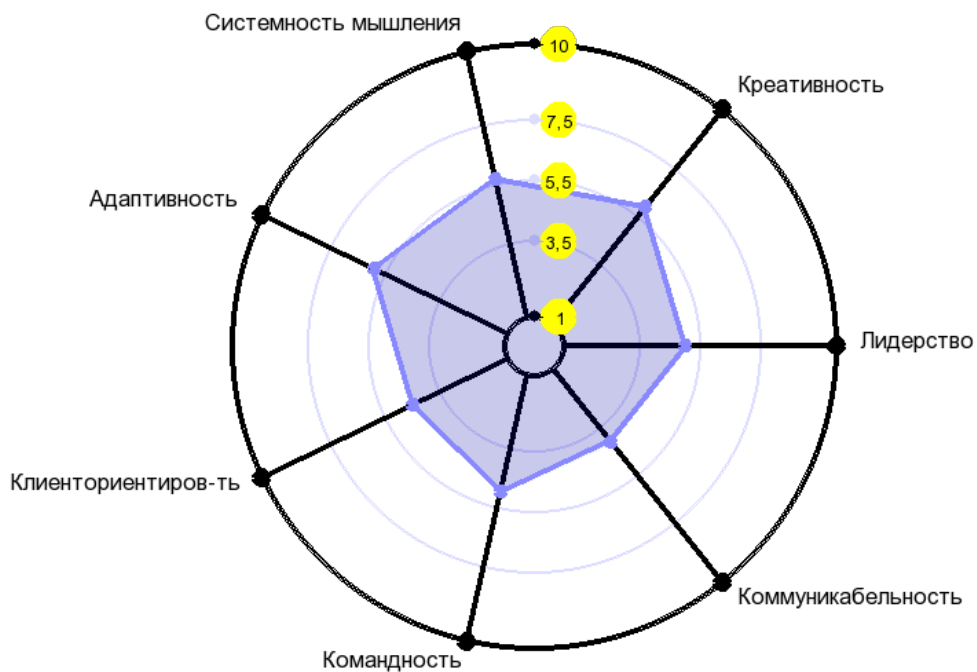 Системность мышления
10
Креативность
7,5
5,5
Адаптивность
3,5
1
Лидерство
Клиенториентиров-ть
Коммуникабельность
Командность